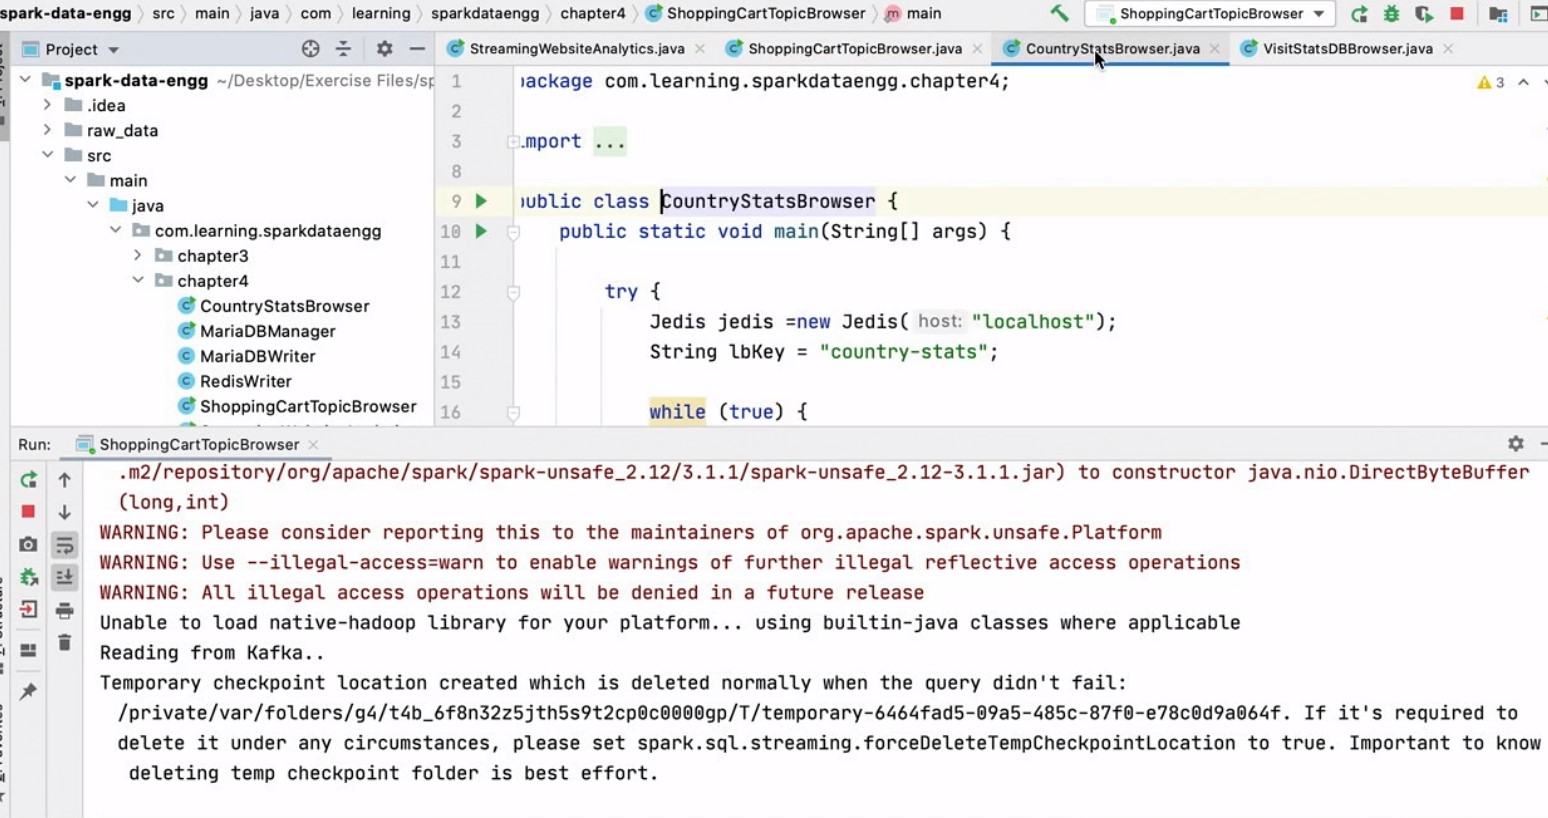 spark-data-engg › src › main › java › com › learning › sparkdataengg › chapter4 › ShoppingCartTopicBrowser › main
ShoppingCartTopicBrowser
Project
StreamingWebsiteAnalytics.java
ShoppingCartTopicBrowser.java
CountryStatsBrowser.java
VisitStatsDBBrowser.java
spark-data-engg ~/Desktop/Exercise Files/sp
.idea
raw_data
src
main
java
com.learning.sparkdataengg
chapter3
chapter4
CountryStatsBrowser
MariaDBManager
MariaDBWriter
RedisWriter
ShoppingCartTopicBrowser
3
1 package com.learning.sparkdataengg.chapter4;
2
3 import ...
8
9 public class CountryStatsBrowser {
10 public static void main(String[] args) {
11
12 try {
13 Jedis jedis =new Jedis( host: "localhost");
14 String lbKey = "country-stats";
15
16 while (true) {
Run: ShoppingCartTopicBrowser
.m2/repository/org/apache/spark/spark-unsafe_2.12/3.1.1/spark-unsafe_2.12-3.1.1.jar) to constructor java.nio.DirectByteBuffer
(long,int)
WARNING: Please consider reporting this to the maintainers of org.apache.spark.unsafe.Platform
WARNING: Use --illegal-access=warn to enable warnings of further illegal reflective access operations
WARNING: All illegal access operations will be denied in a future release
Unable to load native-hadoop library for your platform... using builtin-java classes where applicable
Reading from Kafka..
Temporary checkpoint location created which is deleted normally when the query didn't fail:
/private/var/folders/g4/t4b_6f8n32z5jth5s9t2cp0c0000gp/T/temporary-6464fad5-09a5-485c-87f0-e78c0d9a064f. If it's required to
delete it under any circumstances, please set spark.sql.streaming.forceDeleteTempCheckpointLocation to true. Important to know
deleting temp checkpoint folder is best effort.